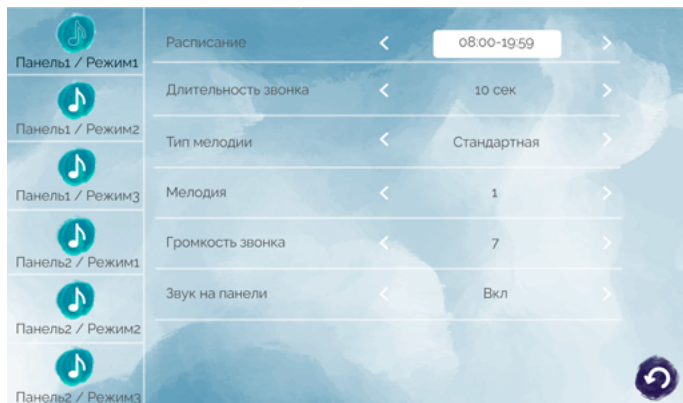 Панель1 / Режим1
Панель1 / Режим2
Панель1 / Режим3
Панель2 / Режим1
Панель2 / Режим2
Панель2 / Режим3
Расписание 08:00-19:59
Длительность звонка 10 сек
Тип мелодии Стандартная
Мелодия 1
Громкость звонка 7
Звук на панели Вкл